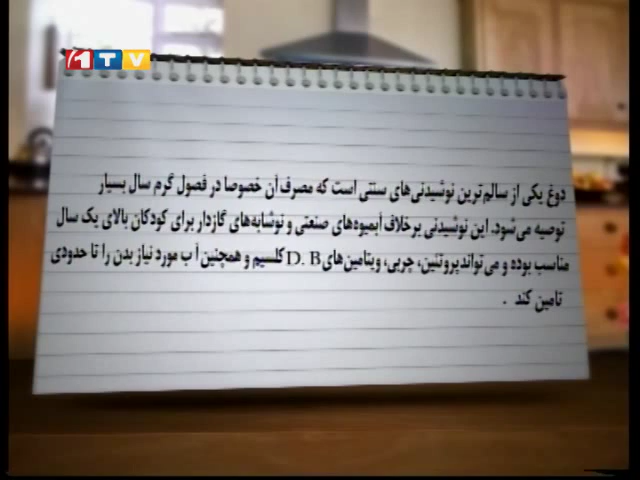 1TV
دوغ یکی از سالم‌ترین نوشیدنی‌های سنتی است که مصرف آن خصوصا در فصول گرم سال بسیار
توصیه می‌شود. این نوشیدنی برخلاف آبمیوه‌های صنعتی و نوشابه‌های گازدار برای کودکان بالای یک سال
مناسب بوده و می‌تواند پروتئین، چربی، ویتامین‌های D. B کلسیم و همچنین آب مورد نیاز بدن را تا حدودی
تامین کند .